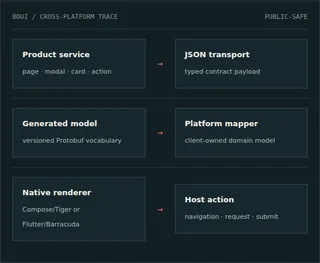 BDUI / CROSS-PLATFORM TRACE
PUBLIC-SAFE
Product service
page · modal · card · action
→
JSON transport
typed contract payload
Generated model
versioned Protobuf vocabulary
→
Platform mapper
client-owned domain model
Native renderer
Compose/Tiger or
Flutter/Barracuda
→
Host action
navigation · request · submit